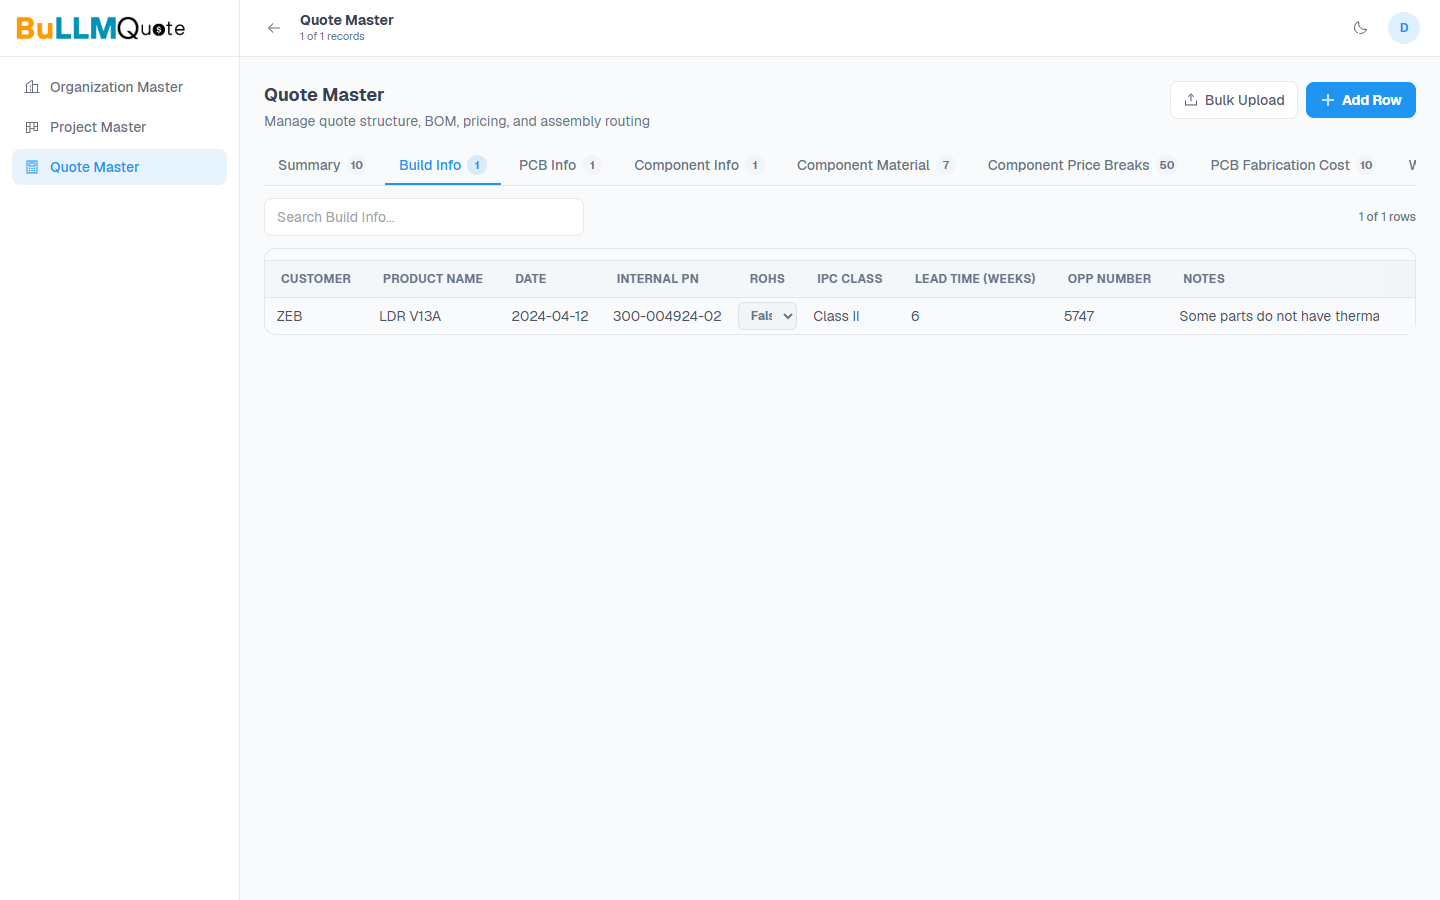 BuLLMQuote
Quote Master
1 of 1 records
D
Organization Master
Project Master
Quote Master
Quote Master
Manage quote structure, BOM, pricing, and assembly routing
Bulk Upload
Add Row
Summary 10 Build Info 1 PCB Info 1 Component Info 1 Component Material 7 Component Price Breaks 50 PCB Fabrication Cost 10
Search Build Info...
1 of 1 rows
CUSTOMER PRODUCT NAME DATE INTERNAL PN ROHS IPC CLASS LEAD TIME (WEEKS) OPP NUMBER NOTES
ZEB LDR V13A 2024-04-12 300-004924-02 Fals Class II 6 5747 Some parts do not have therma